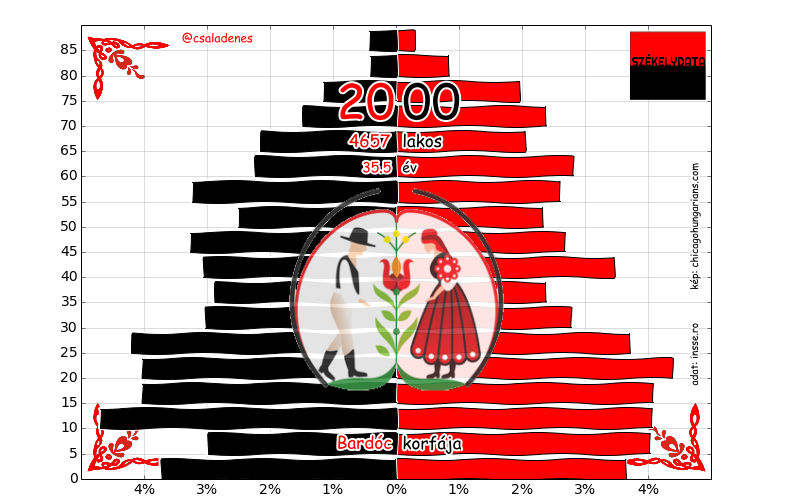 @csaladenes
SZÉKELYDATA
2000
4657 lakos
35.5 év
kép: chicagohungarians.com
adat: insse.ro
Bardóc korfája
85
80
75
70
65
60
55
50
45
40
35
30
25
20
15
10
5
0
4% 3% 2% 1% 0% 1% 2% 3% 4%